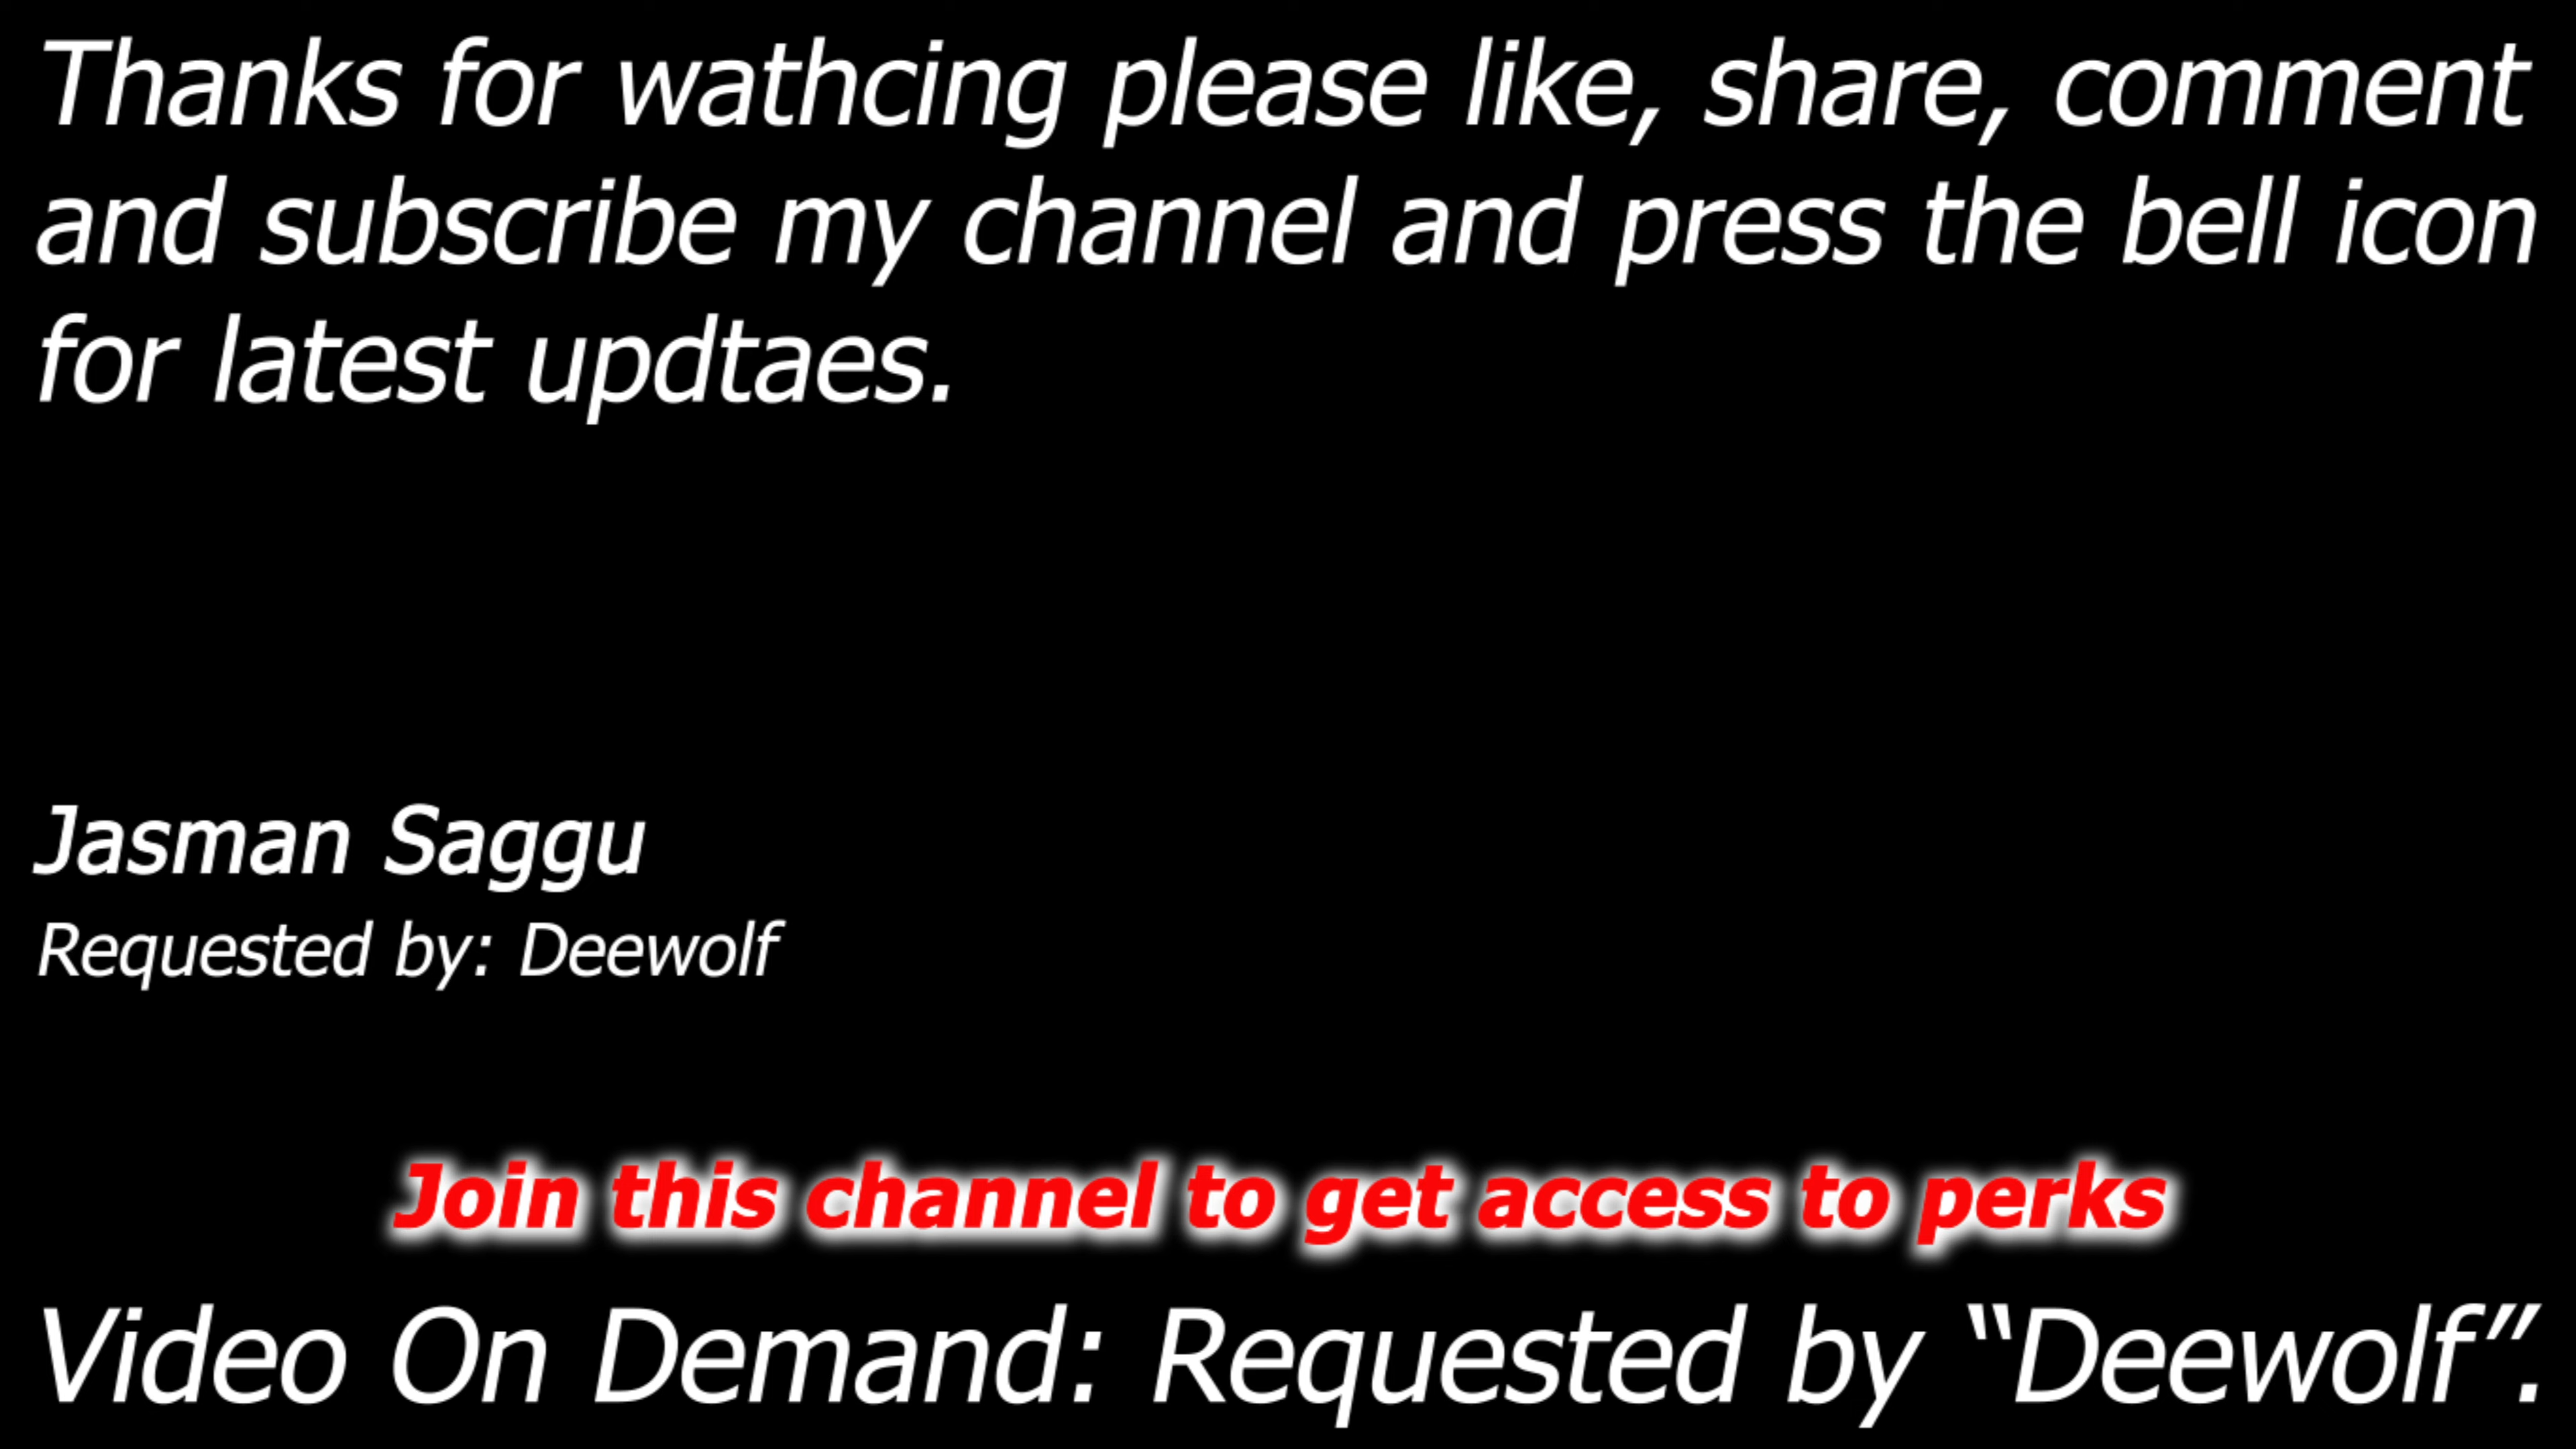 Thanks for wathcing please like, share, comment
and subscribe my channel and press the bell icon
for latest updtaes.
Jasman Saggu
Requested by: Deewolf
Join this channel to get access to perks
Video On Demand: Requested by “Deewolf”.